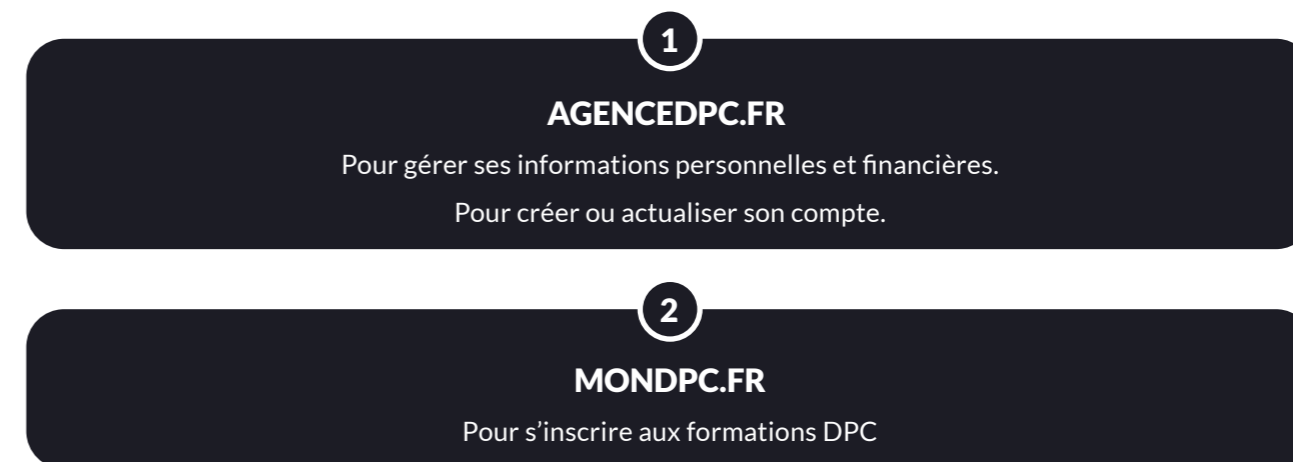 1
AGENCEDPC.FR
Pour gérer ses informations personnelles et financières.
Pour créer ou actualiser son compte.
2
MONDPC.FR
Pour s’inscrire aux formations DPC